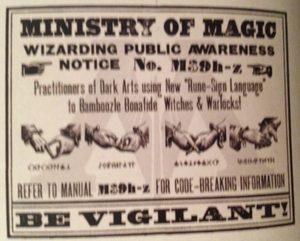 MINISTRY OF MAGIC
WIZARDING PUBLIC AWARENESS
NOTICE No. M39h-z
Practitioners of Dark Arts using New "Rune-Sign Language"
to Bamboozle Bonafide Witches & Warlocks!
REFER TO MANUAL M39h-z FOR CODE-BREAKING INFORMATION
BE VIGILANT!